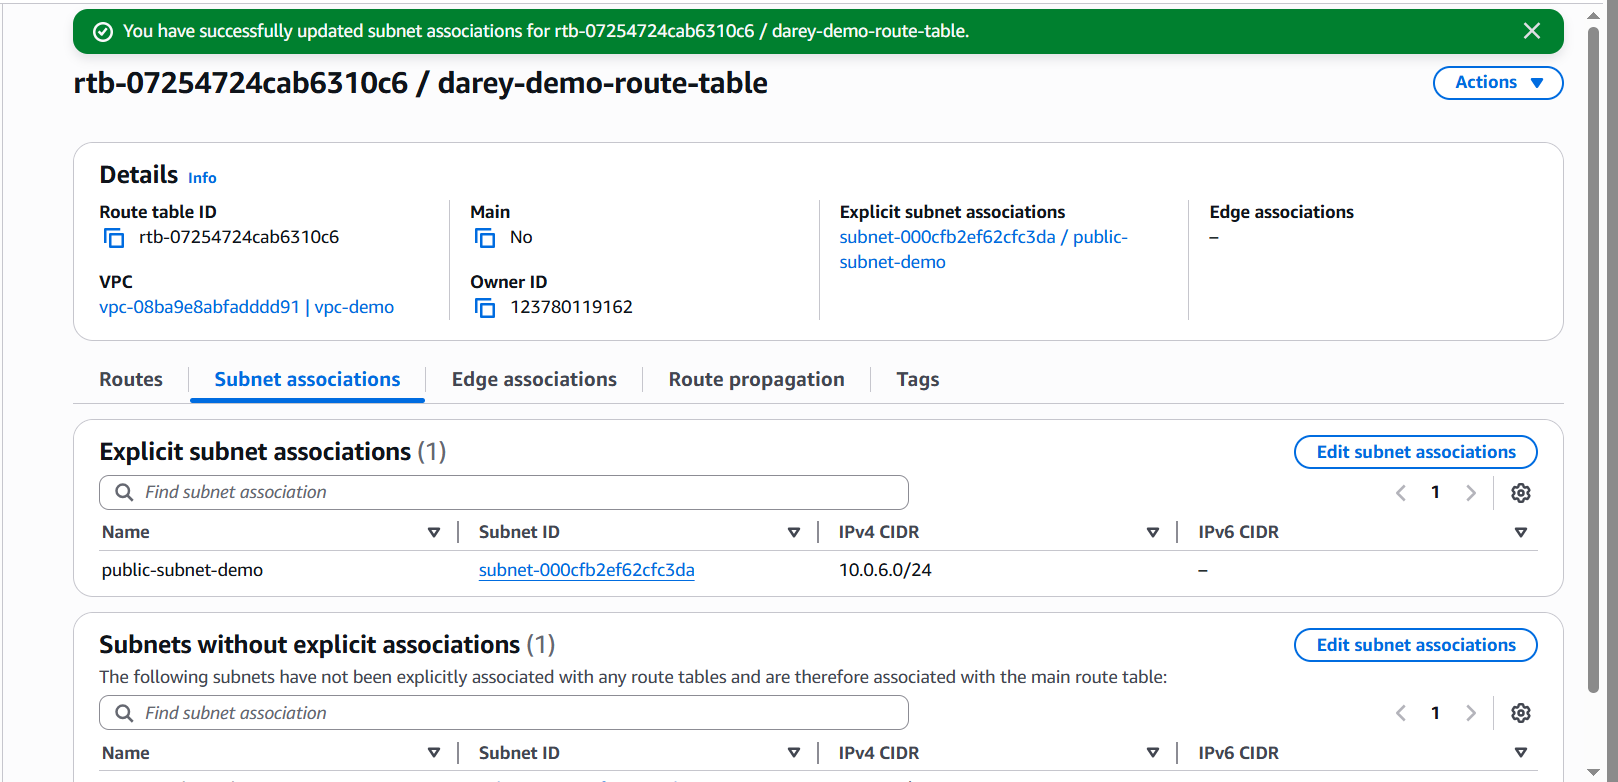 You have successfully updated subnet associations for rtb-07254724cab6310c6 / darey-demo-route-table.
rtb-07254724cab6310c6 / darey-demo-route-table
Actions
Details Info
Route table ID
rtb-07254724cab6310c6
Main
No
Explicit subnet associations
subnet-000cfb2ef62cfc3da / public-
subnet-demo
Edge associations
–
VPC
vpc-08ba9e8abfadddd91 | vpc-demo
Owner ID
123780119162
Routes
Subnet associations
Edge associations
Route propagation
Tags
Explicit subnet associations (1)
Edit subnet associations
Find subnet association
1
Name
Subnet ID
IPv4 CIDR
IPv6 CIDR
public-subnet-demo
subnet-000cfb2ef62cfc3da
10.0.6.0/24
–
Subnets without explicit associations (1)
Edit subnet associations
The following subnets have not been explicitly associated with any route tables and are therefore associated with the main route table:
Find subnet association
1
Name
Subnet ID
IPv4 CIDR
IPv6 CIDR